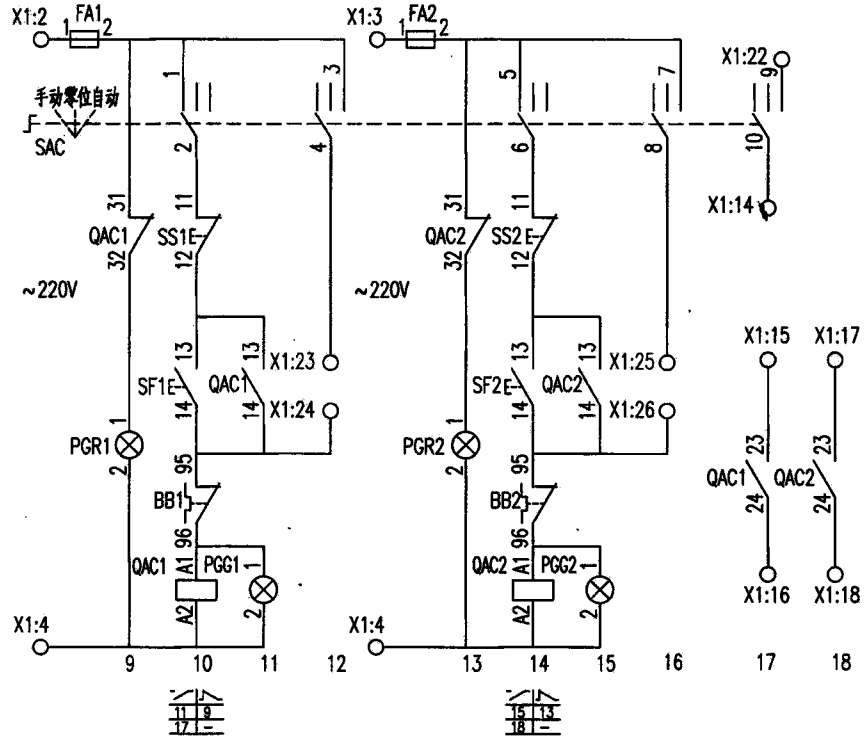 X1:2 1 FA1 2 X1:3 1 FA2 2
X1:22
1 3 5 7 9
手动零位自动
SAC
2 4 6 8 10
X1:14
31 11 31 11
QAC1 SS1E QAC2 SS2E
32 12 32 12
~220V ~220V
X1:15 X1:17
13 13 X1:23 13 13 X1:25
SF1E QAC1 SF2E QAC2
14 14 X1:24 14 14 X1:26
1 1
PGR1 PGR2
2 2
95 95 23 23
BB1 BB2 QAC1 QAC2
96 96 24 24
QAC1 A1 PGG1 1 QAC2 A1 PGG2 1
A2 2 A2 2
X1:16 X1:18
X1:4 X1:4
9 10 11 12 13 14 15 16 17 18
11 9 15 13
17 - 18 -